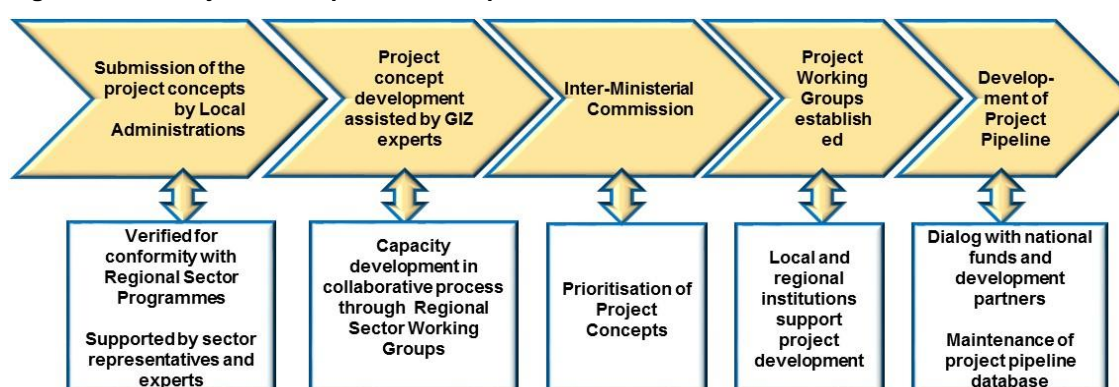 Submission of the
project concepts
by Local
Administrations
Project
concept
development
assisted by GIZ
experts
Inter-Ministerial
Commission
Project
Working
Groups
establish
ed
Develop-
ment of
Project
Pipeline
Verified for
conformity with
Regional Sector
Programmes
Supported by sector
representatives and
experts
Capacity
development in
collaborative process
through Regional
Sector Working
Groups
Prioritisation of
Project
Concepts
Local and
regional
institutions
support
project
development
Dialog with national
funds and
development
partners
Maintenance of
project pipeline
database